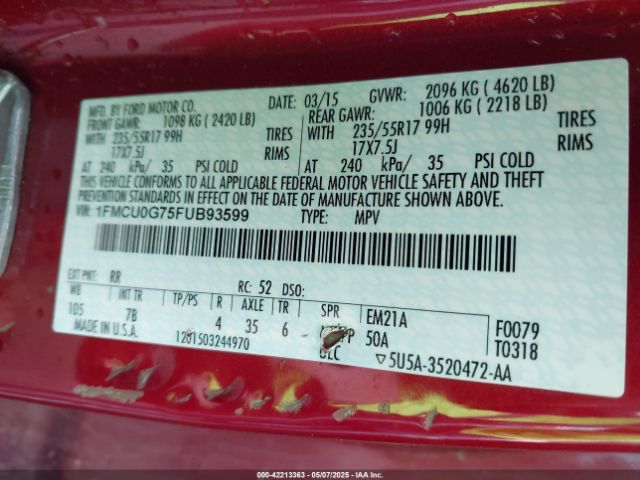 MFD. BY FORD MOTOR CO.
DATE: 03/15 GVWR: 2096 KG ( 4620 LB)
FRONT GAWR: 1098 KG ( 2420 LB) REAR GAWR: 1006 KG ( 2218 LB)
WITH 235/55R17 99H TIRES WITH 235/55R17 99H TIRES
17X7.5J RIMS 17X7.5J RIMS
AT 240 kPa/ 35 PSI COLD AT 240 kPa/ 35 PSI COLD
THIS VEHICLE CONFORMS TO ALL APPLICABLE FEDERAL MOTOR VEHICLE SAFETY AND THEFT
PREVENTION STANDARDS IN EFFECT ON THE DATE OF MANUFACTURE SHOWN ABOVE.
VIN: 1FMCU0G75FUB93599 TYPE: MPV
EXT PNT: RR RC: 52 DSO:
WB INT TR TP/PS R AXLE TR SPR EM21A F0079
105 7B 4 35 6 50A T0318
MADE IN U.S.A. 1201503244970 5U5A-3520472-AA
000-42213363 05/07/2025 IAA Inc.